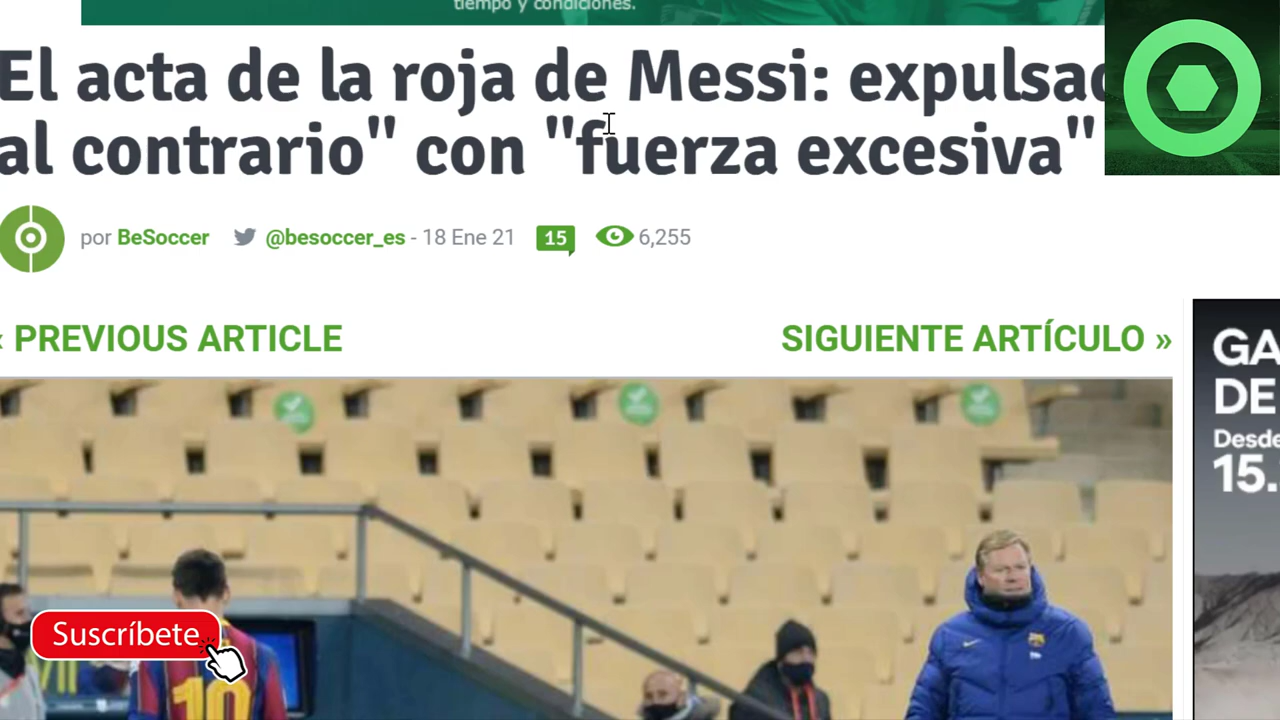 tiempo y condiciones.
El acta de la roja de Messi:
al contrario" con "fuerza excesiva"
por BeSoccer @besoccer_es - 18 Ene 21 15 6,255
« PREVIOUS ARTICLE SIGUIENTE ARTÍCULO »
GA
DE
Desde
15.
Suscríbete
10